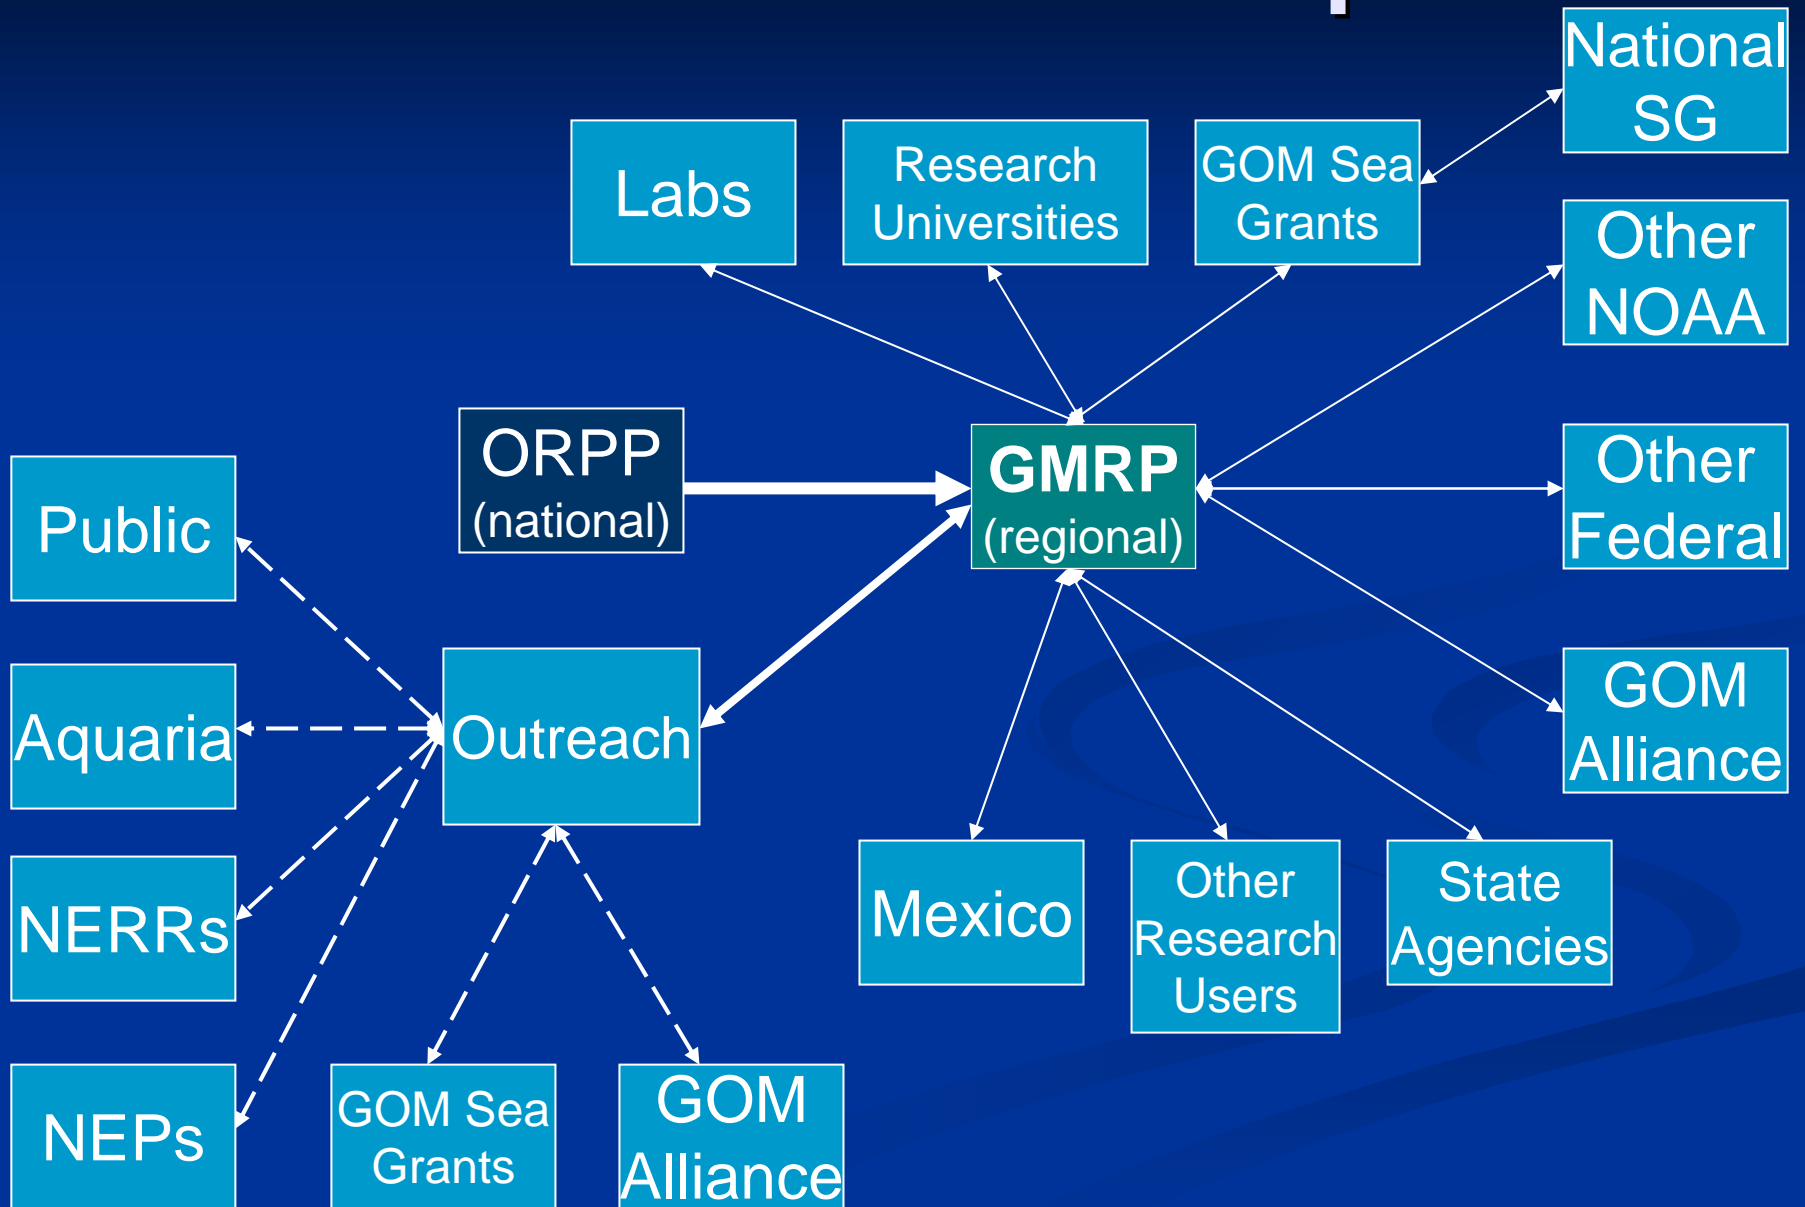 National
SG
Labs
Research
Universities
GOM Sea
Grants
Other
NOAA
ORPP
(national)
GMRP
(regional)
Other
Federal
Public
Aquaria
Outreach
GOM
Alliance
NERRs
Mexico
Other
Research
Users
State
Agencies
NEPs
GOM Sea
Grants
GOM
Alliance